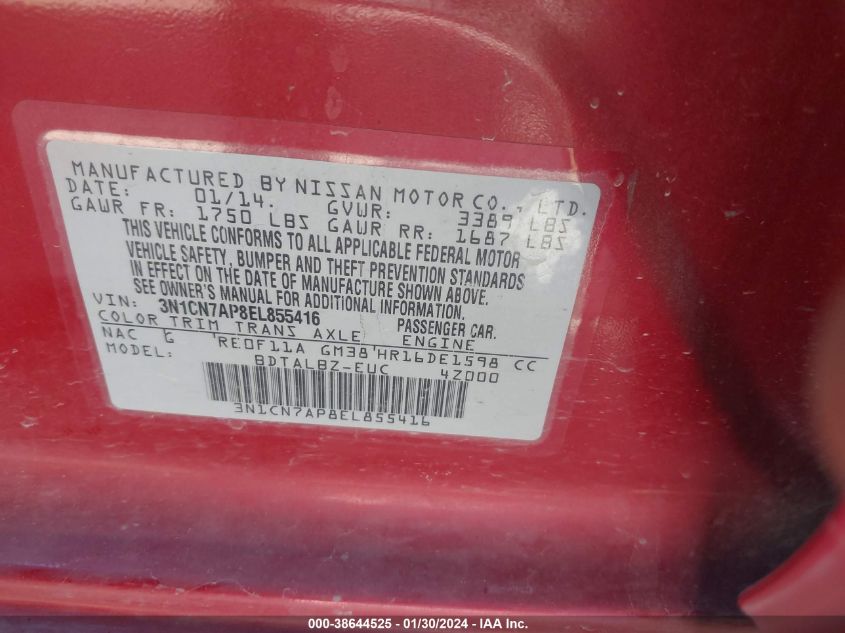 MANUFACTURED BY NISSAN MOTOR CO., LTD.
DATE: 01/14. GVWR: 3389 LBS
GAWR FR: 1750 LBS GAWR RR: 1687 LBS
THIS VEHICLE CONFORMS TO ALL APPLICABLE FEDERAL MOTOR
VEHICLE SAFETY, BUMPER AND THEFT PREVENTION STANDARDS
IN EFFECT ON THE DATE OF MANUFACTURE SHOWN ABOVE.
SEE OWNER'S MANUAL FOR ADDITIONAL INFORMATION.
VIN: 3N1CN7AP8EL855416 PASSENGER CAR.
COLOR TRIM TRANS AXLE ENGINE
NAC G RE0F11A GM38 HR16DE1598 CC
MODEL: BDTALBZ-EUC 4Z000
3N1CN7AP8EL855416
000-38644525 - 01/30/2024 - IAA Inc.